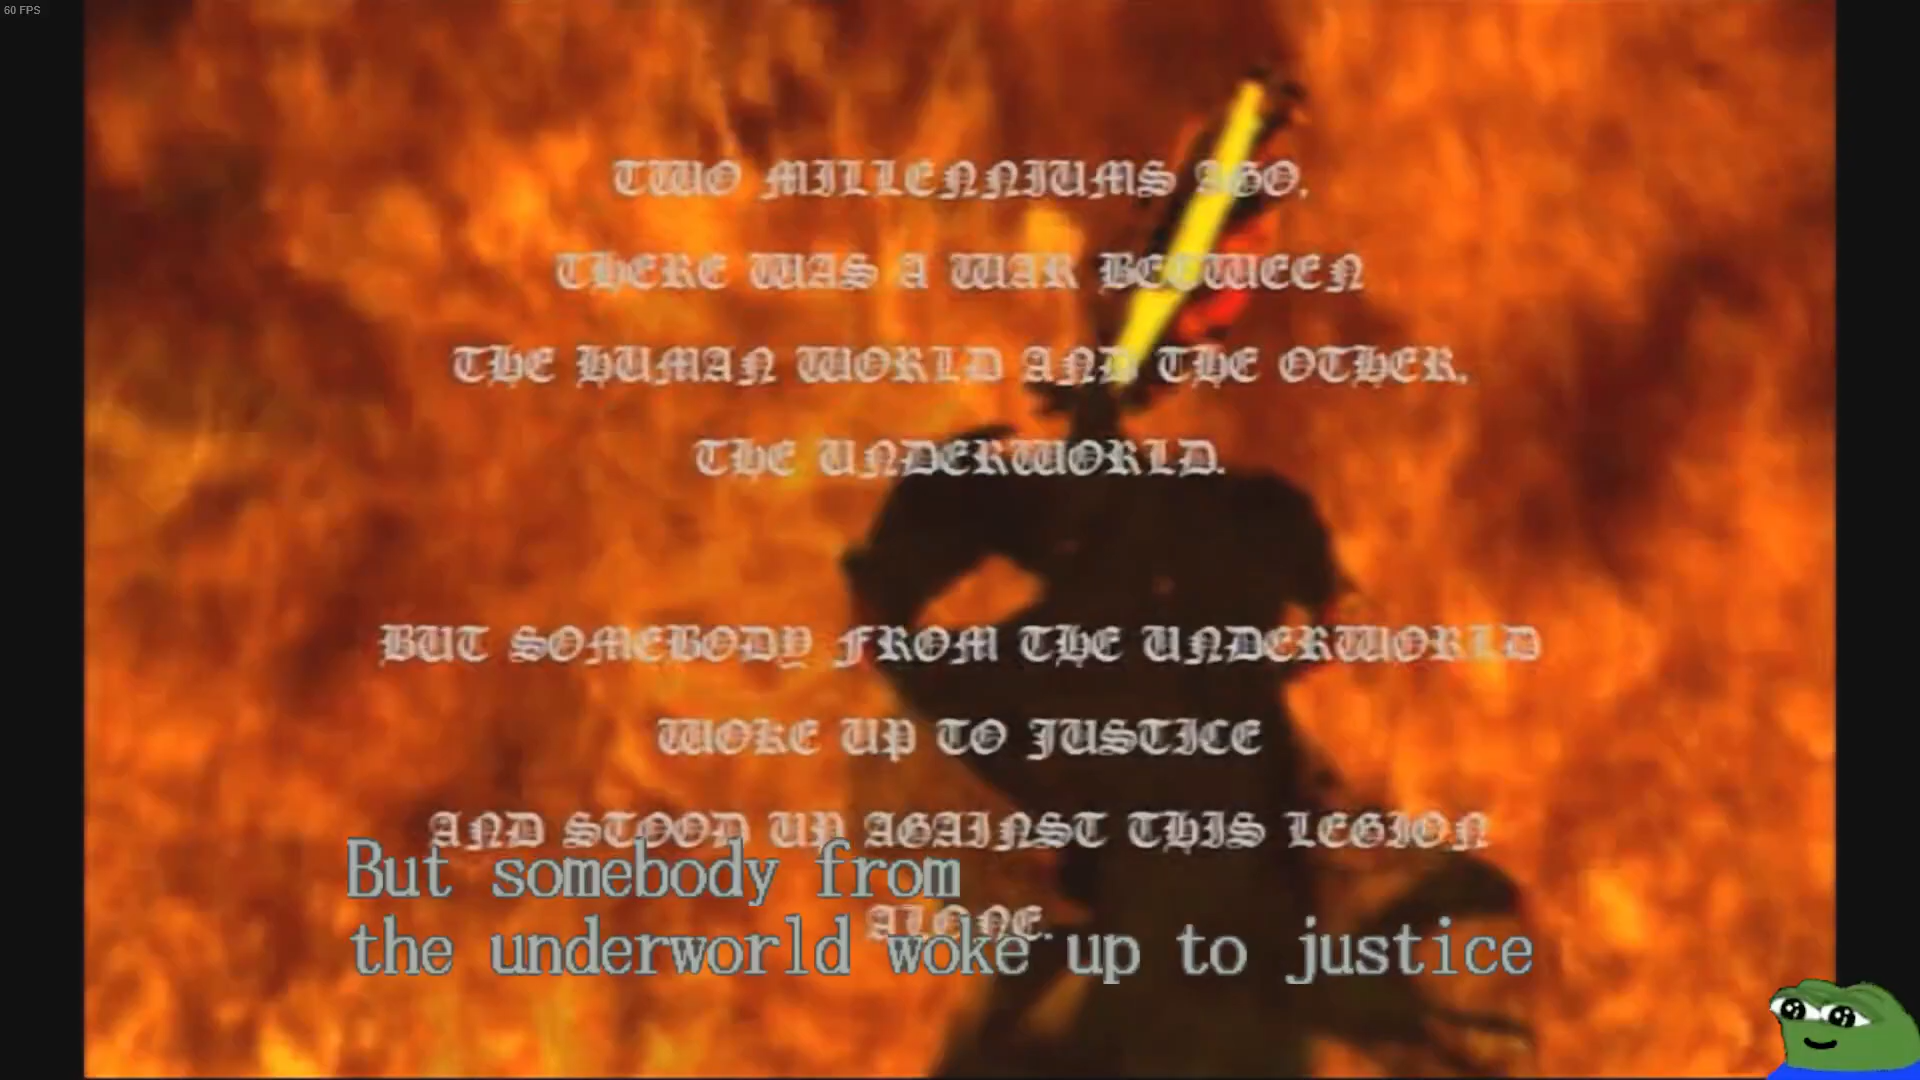 60 FPS
TWO MILLENNIUMS AGO,
THERE WAS A WAR BETWEEN
THE HUMAN WORLD AND THE OTHER,
THE UNDERWORLD.
BUT SOMEBODY FROM THE UNDERWORLD
WOKE UP TO JUSTICE
AND STOOD UP AGAINST THIS LEGION
ALONE.
But somebody from
the underworld woke up to justice